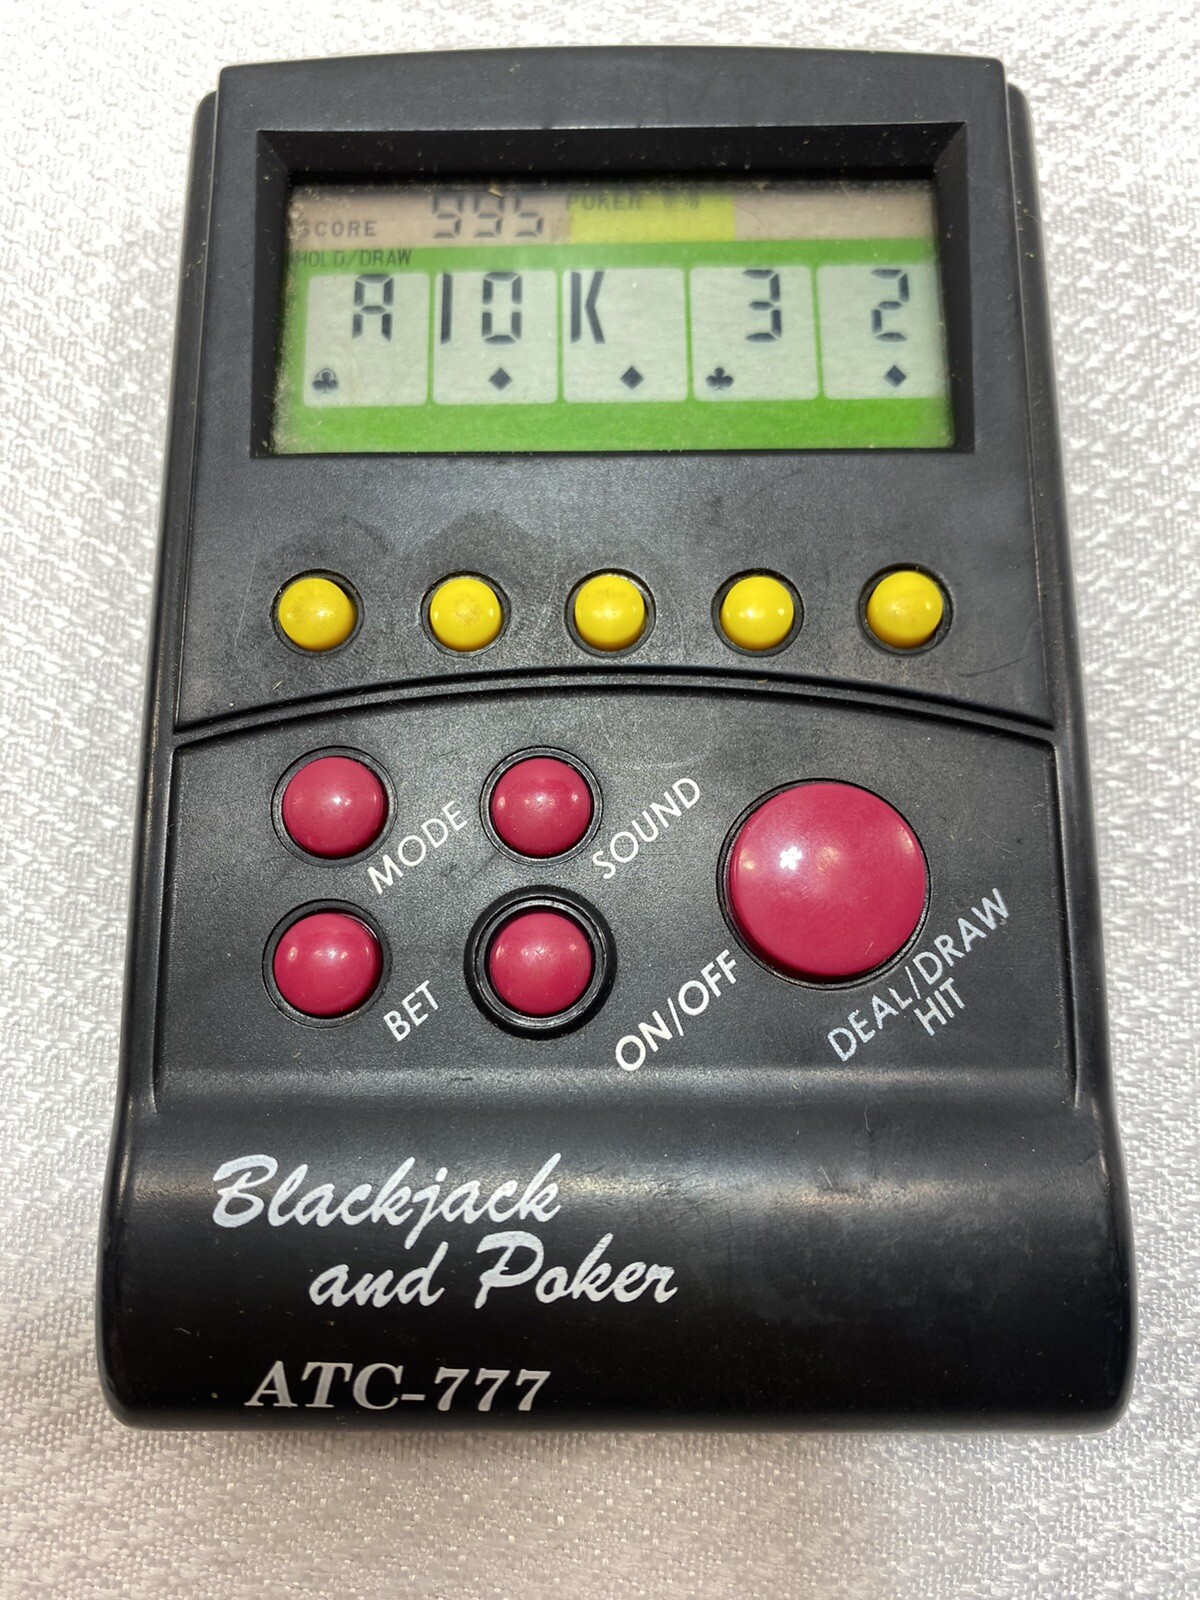 SCORE 995 POKER
HOLD/DRAW
A 10 K 3 2
MODE SOUND
BET ON/OFF DEAL/DRAW
HIT
Blackjack
and Poker
ATC-777